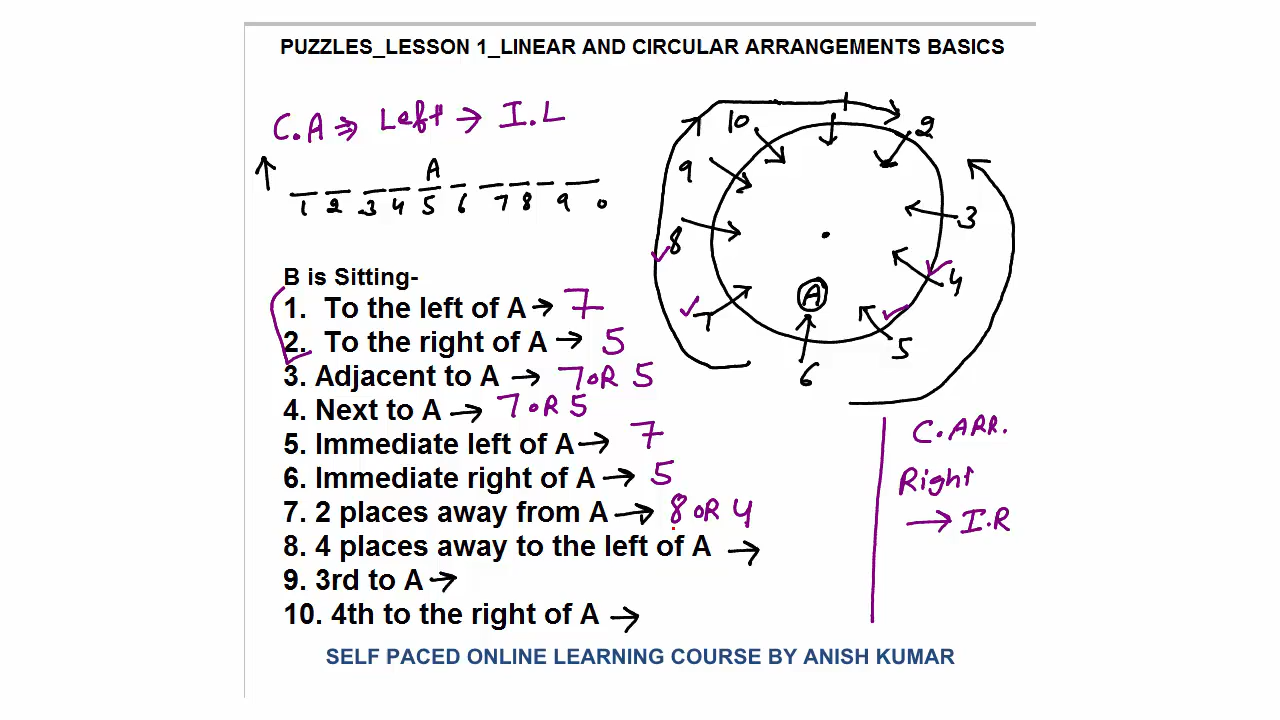 PUZZLES_LESSON 1_LINEAR AND CIRCULAR ARRANGEMENTS BASICS
C.A ⇒ Left → I.L
A
1 2 3 4 5 6 7 8 9 0
B is Sitting-
1. To the left of A → 7
2. To the right of A → 5
3. Adjacent to A → 7 OR 5
4. Next to A → 7 OR 5
5. Immediate left of A → 7
6. Immediate right of A → 5
7. 2 places away from A → 8 OR 4
8. 4 places away to the left of A →
9. 3rd to A →
10. 4th to the right of A →
10
2
9
3
8
4
A
7
5
6
C. ARR.
Right
→ I.R
SELF PACED ONLINE LEARNING COURSE BY ANISH KUMAR